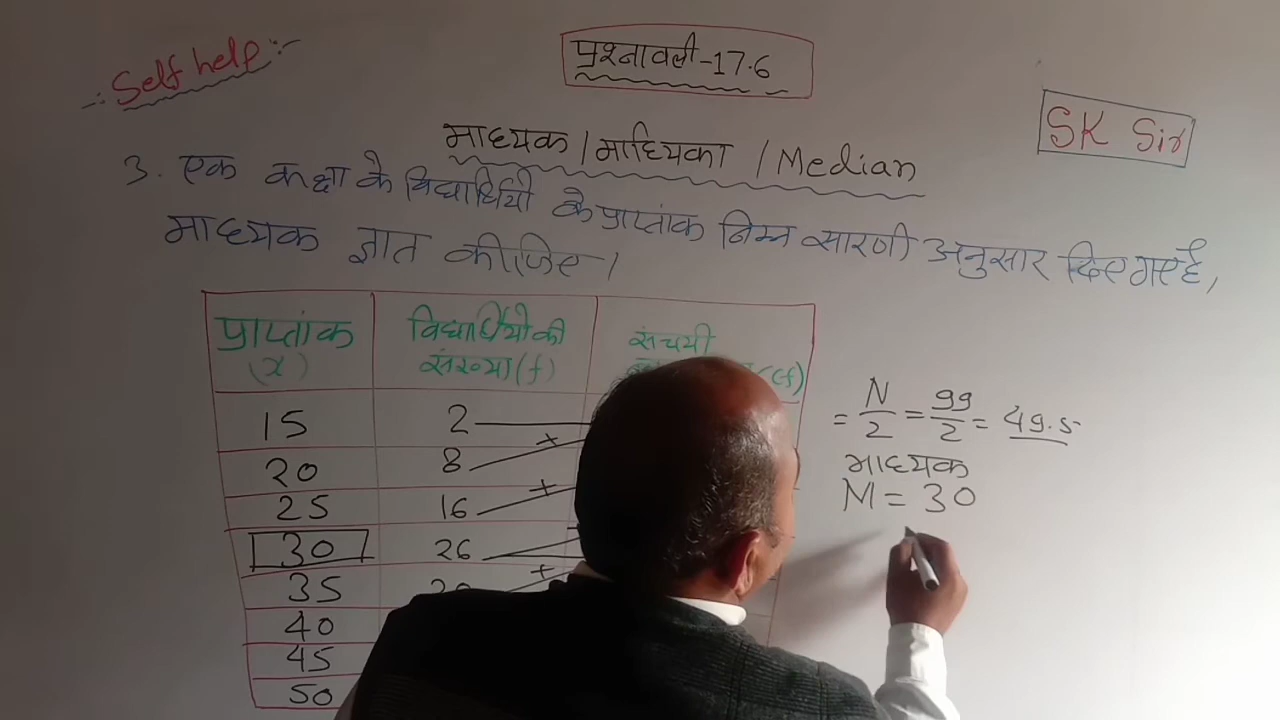 Self help :-
प्रश्नावली-17.6
SK Sir
माध्यक / माध्यिका / Median
3. एक कक्षा के विद्यार्थियों के प्राप्तांक निम्न सारणी अनुसार दिए गए है,
माध्यक ज्ञात कीजिए।
प्राप्तांक (x)
विद्यार्थियो की संख्या (f)
संचयी (cf)
15 2
20 8
25 16
30 26
35
40
45
50
= N/2 = 99/2 = 49.5
माध्यक
M = 30